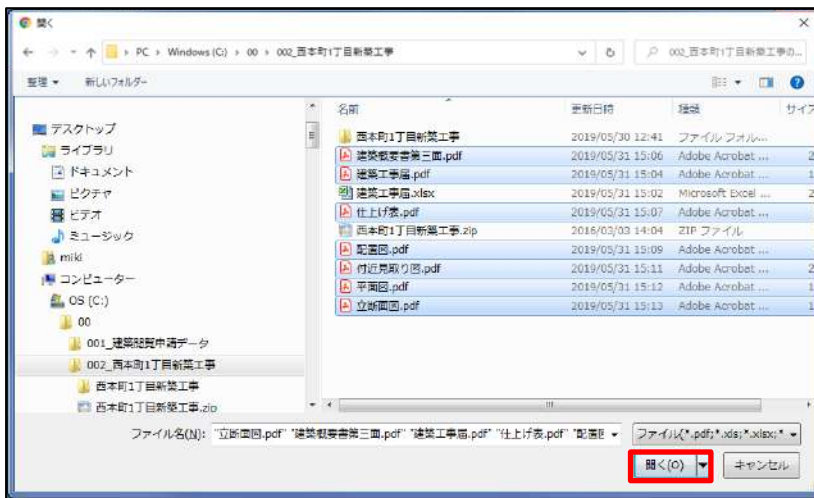 開く
PC › Windows (C:) › 00 › 002_西本町1丁目新築工事
002_西本町1丁目新築工事の...
整理 新しいフォルダー
名前 更新日時 種類 サイズ
デスクトップ
ライブラリ
ドキュメント
ピクチャ
ビデオ
ミュージック
miki
コンピューター
OS (C:)
00
001_建築閲覧申請データ
002_西本町1丁目新築工事
西本町1丁目新築工事
西本町1丁目新築工事.zip
西本町1丁目新築工事 2019/05/30 12:41 ファイル フォル...
建築概要書第三面.pdf 2019/05/31 15:06 Adobe Acrobat ... 2
建築工事届.pdf 2019/05/31 15:04 Adobe Acrobat ... 1
建築工事届.xlsx 2019/05/31 15:02 Microsoft Excel ... 2
仕上げ表.pdf 2019/05/31 15:07 Adobe Acrobat ...
西本町1丁目新築工事.zip 2016/03/03 14:04 ZIP ファイル
配置図.pdf 2019/05/31 15:09 Adobe Acrobat ...
付近見取り図.pdf 2019/05/31 15:11 Adobe Acrobat ... 2
平面図.pdf 2019/05/31 15:12 Adobe Acrobat ... 1
立断面図.pdf 2019/05/31 15:13 Adobe Acrobat ... 1
ファイル名(N): "立断面図.pdf" "建築概要書第三面.pdf" "建築工事届.pdf" "仕上げ表.pdf" "配置図
ファイル(*.pdf;*.xls;*.xlsx;*
開く(O) キャンセル